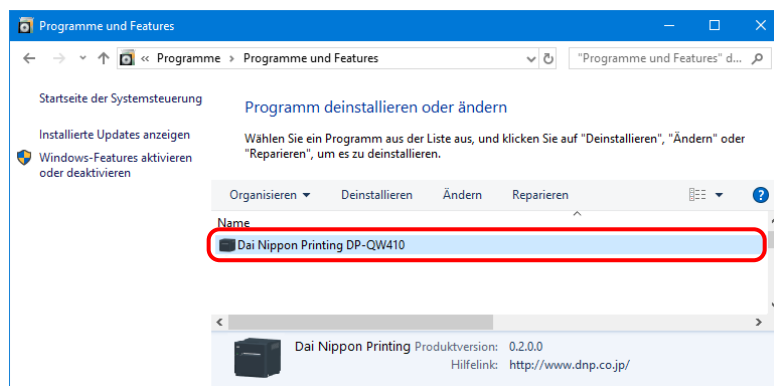 Programme und Features
« Programme > Programme und Features
"Programme und Features" d...
Startseite der Systemsteuerung
Installierte Updates anzeigen
Windows-Features aktivieren
oder deaktivieren
Programm deinstallieren oder ändern
Wählen Sie ein Programm aus der Liste aus, und klicken Sie auf "Deinstallieren", "Ändern" oder
"Reparieren", um es zu deinstallieren.
Organisieren Deinstallieren Ändern Reparieren
Name
Dai Nippon Printing DP-QW410
Dai Nippon Printing Produktversion: 0.2.0.0
Hilfelink: http://www.dnp.co.jp/